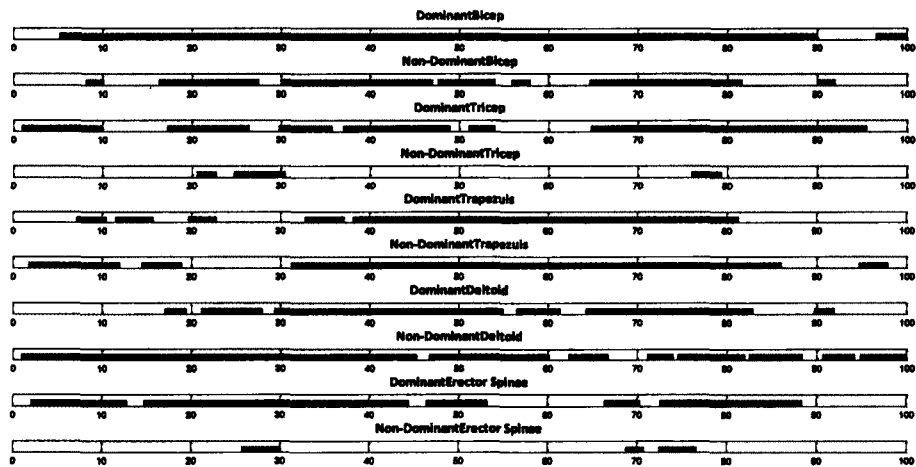 DominantBicep
0 10 20 30 40 50 60 70 80 90 100
Non-DominantBicep
0 10 20 30 40 50 60 70 80 90 100
DominantTricep
0 10 20 30 40 50 60 70 80 90 100
Non-DominantTricep
0 10 20 30 40 50 60 70 80 90 100
DominantTrapezuis
0 10 20 30 40 50 60 70 80 90 100
Non-DominantTrapezuis
0 10 20 30 40 50 60 70 80 90 100
DominantDeltoid
0 10 20 30 40 50 60 70 80 90 100
Non-DominantDeltoid
0 10 20 30 40 50 60 70 80 90 100
DominantErector Spinae
0 10 20 30 40 50 60 70 80 90 100
Non-DominantErector Spinae
0 10 20 30 40 50 60 70 80 90 100